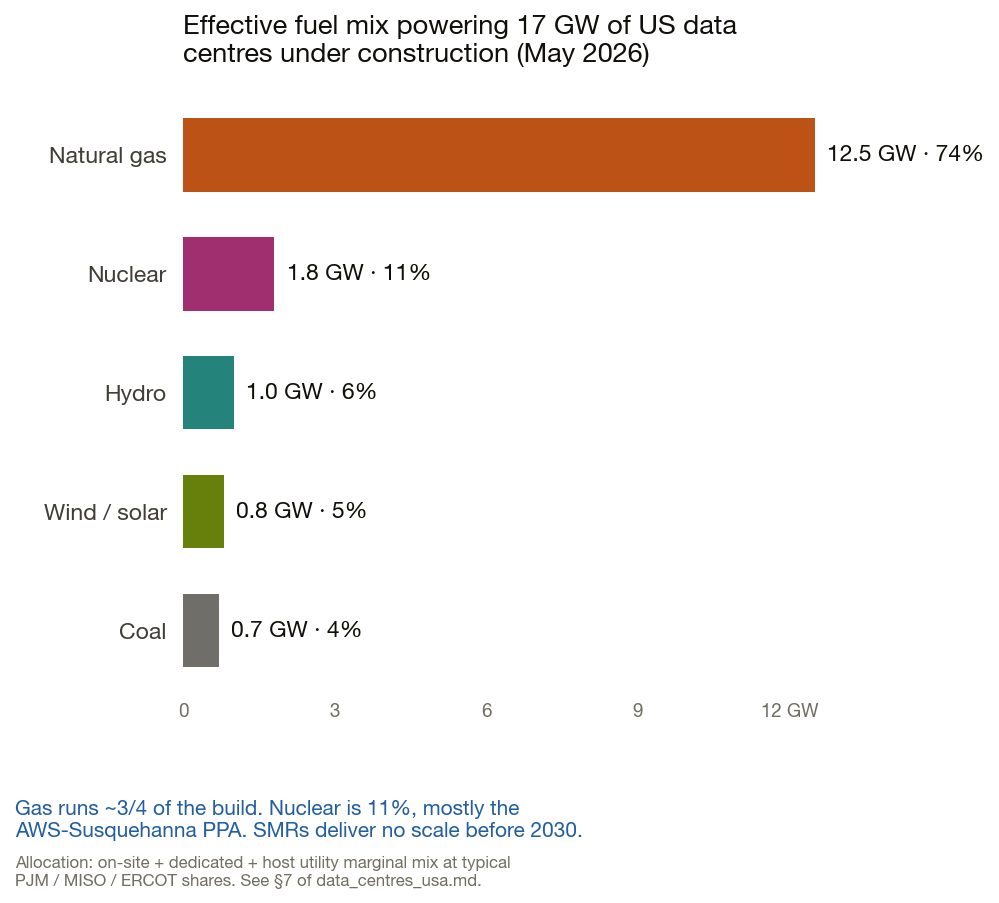 Effective fuel mix powering 17 GW of US data
centres under construction (May 2026)
Natural gas
12.5 GW · 74%
Nuclear
1.8 GW · 11%
Hydro
1.0 GW · 6%
Wind / solar
0.8 GW · 5%
Coal
0.7 GW · 4%
0 3 6 9 12 GW
Gas runs ~3/4 of the build. Nuclear is 11%, mostly the
AWS-Susquehanna PPA. SMRs deliver no scale before 2030.
Allocation: on-site + dedicated + host utility marginal mix at typical
PJM / MISO / ERCOT shares. See §7 of data_centres_usa.md.